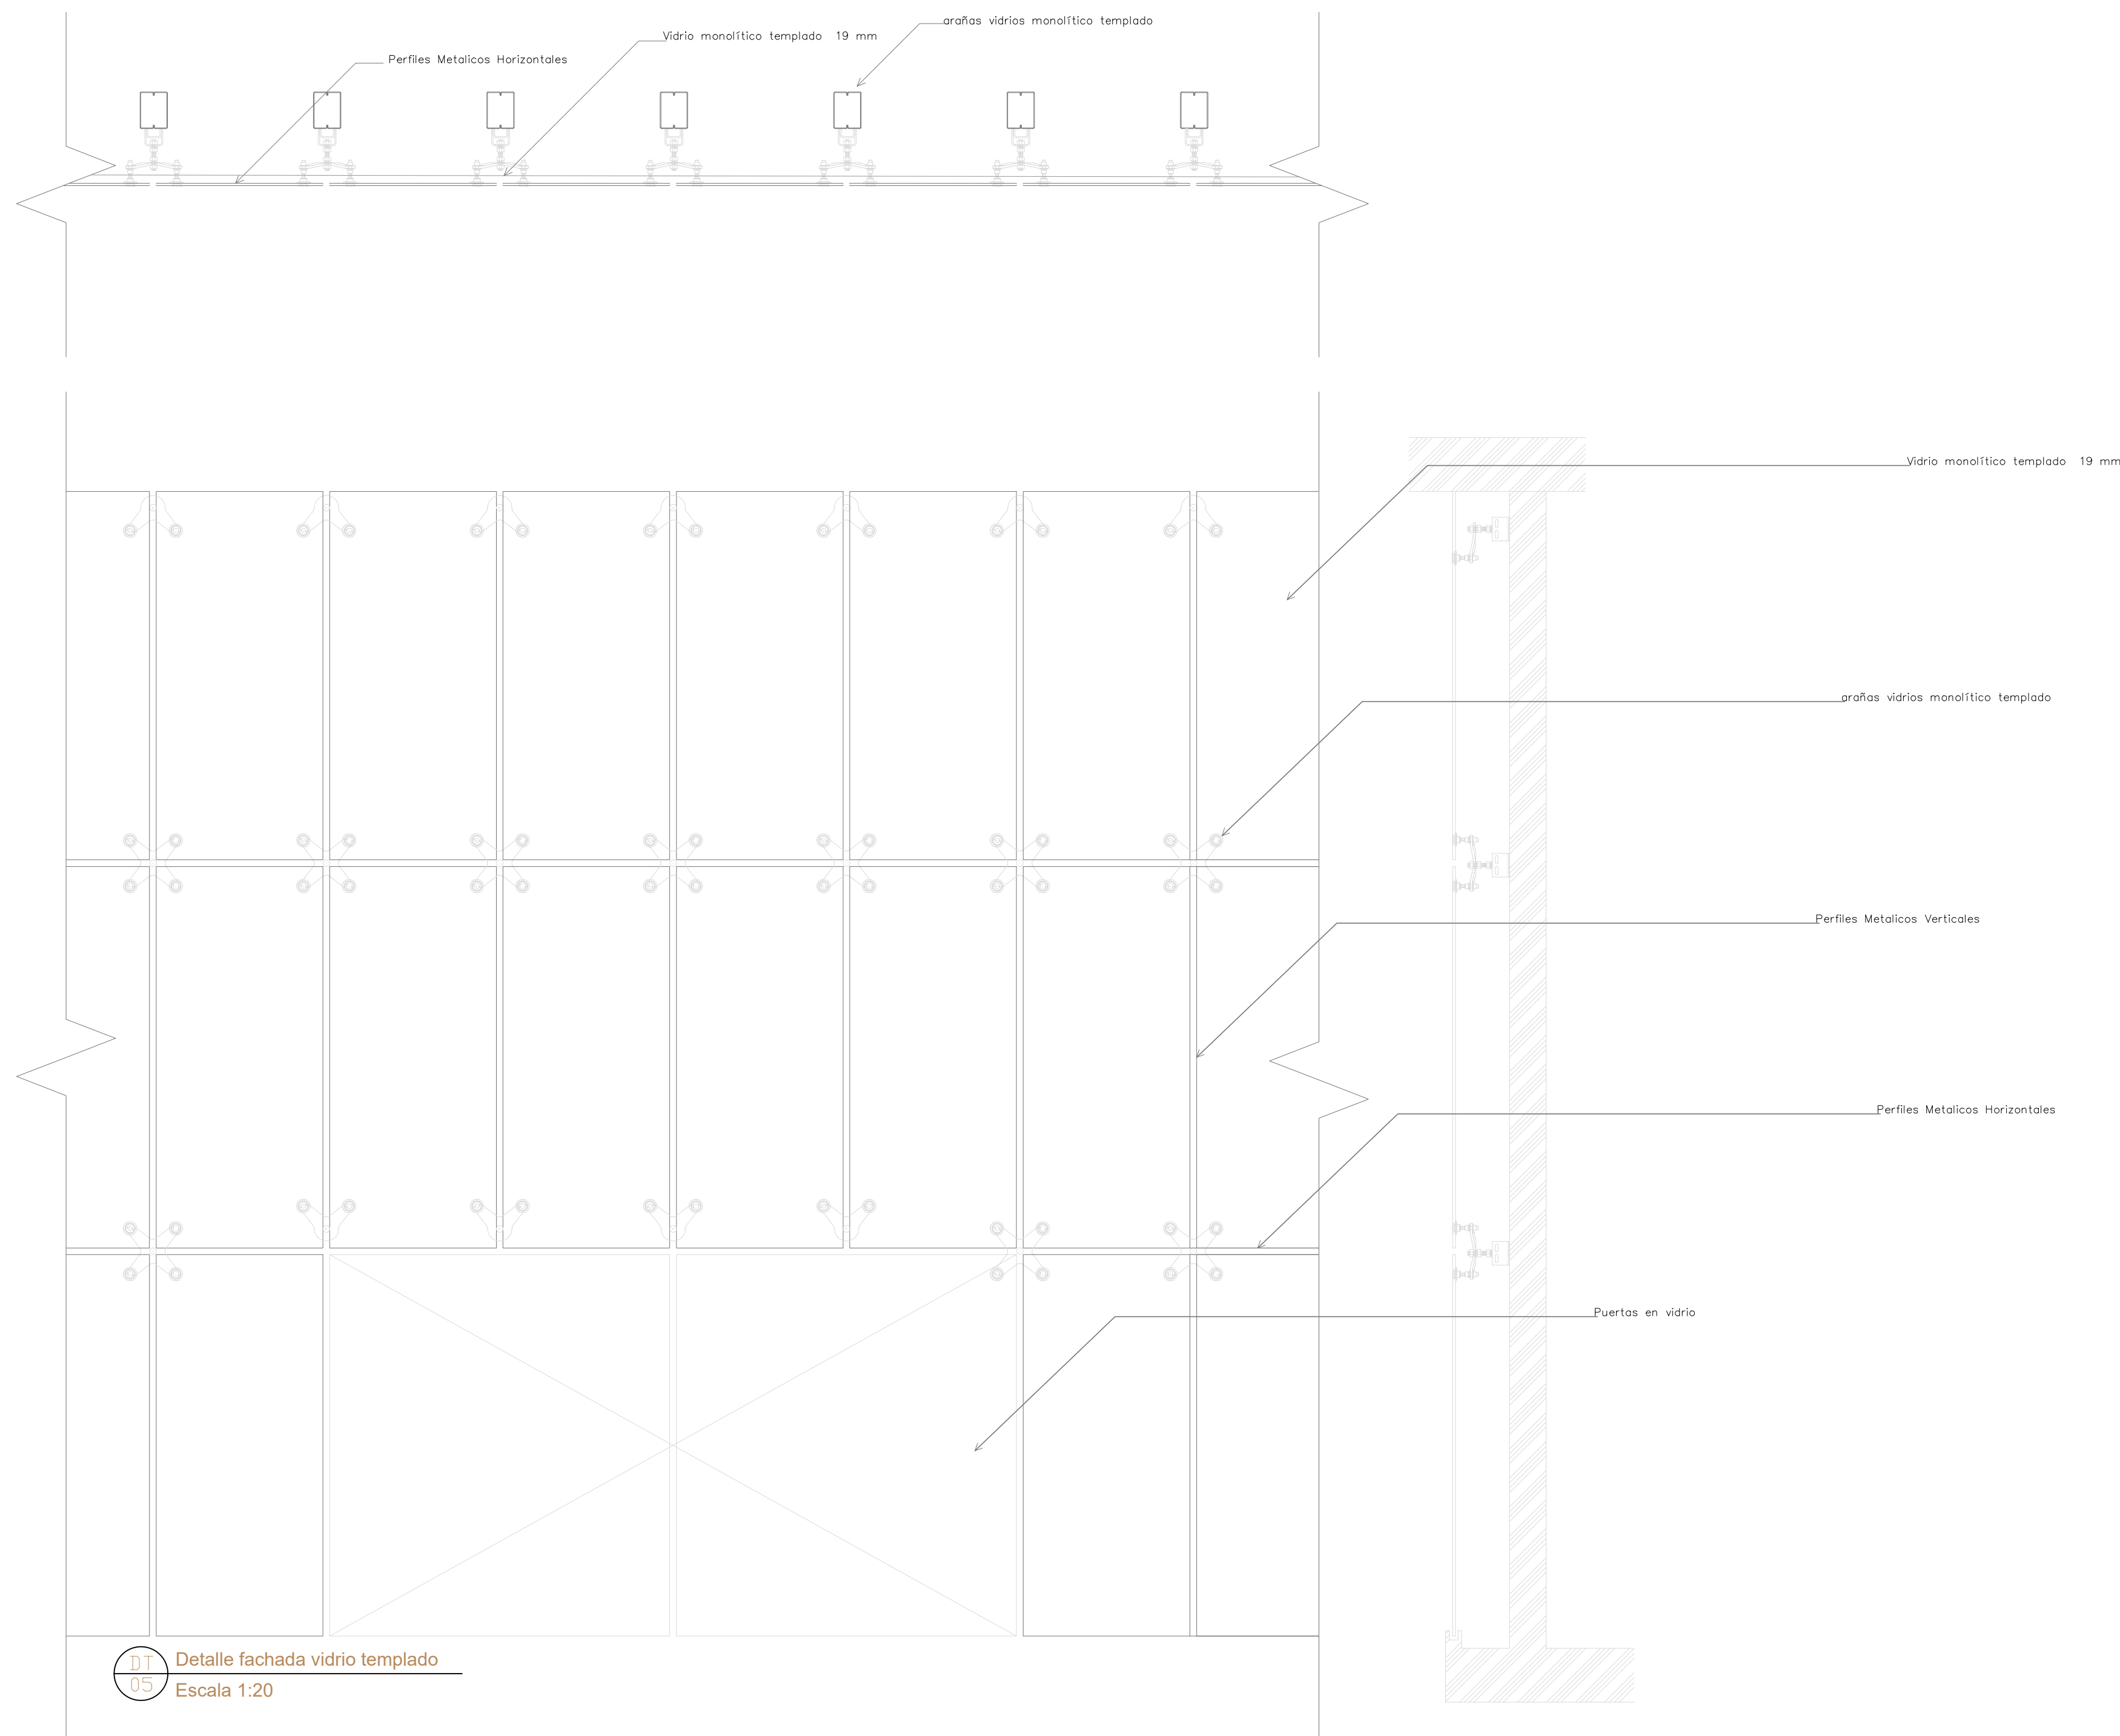 arañas vidrios monolítico templado
Vidrio monolítico templado 19 mm
Perfiles Metalicos Horizontales
Vidrio monolítico templado 19 mm
arañas vidrios monolítico templado
Perfiles Metalicos Verticales
Perfiles Metalicos Horizontales
Puertas en vidrio
DT
05
Detalle fachada vidrio templado
Escala 1:20